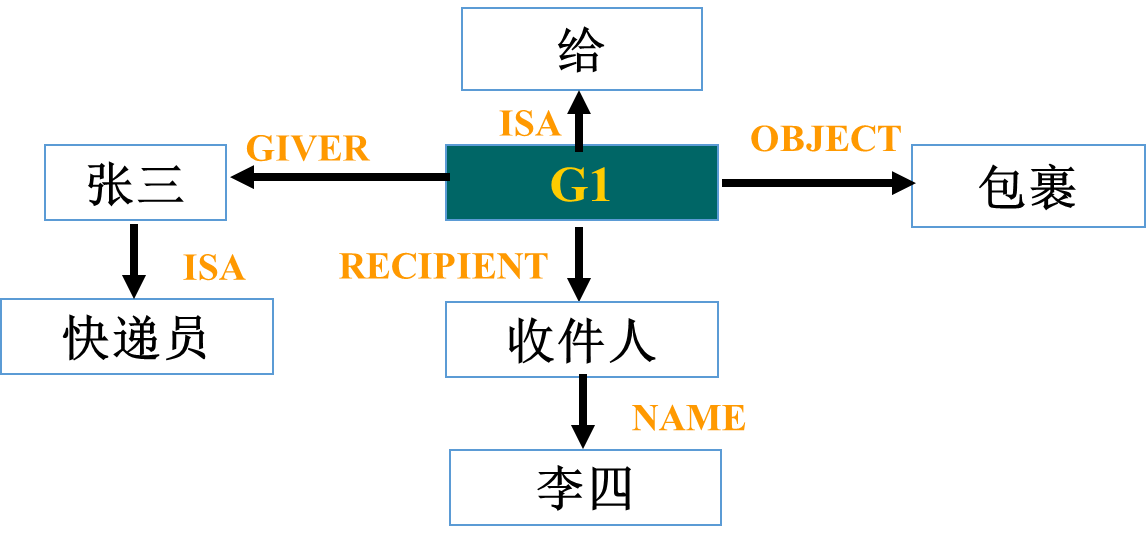 给
ISA
GIVER
OBJECT
张三
G1
包裹
ISA
RECIPIENT
快递员
收件人
NAME
李四